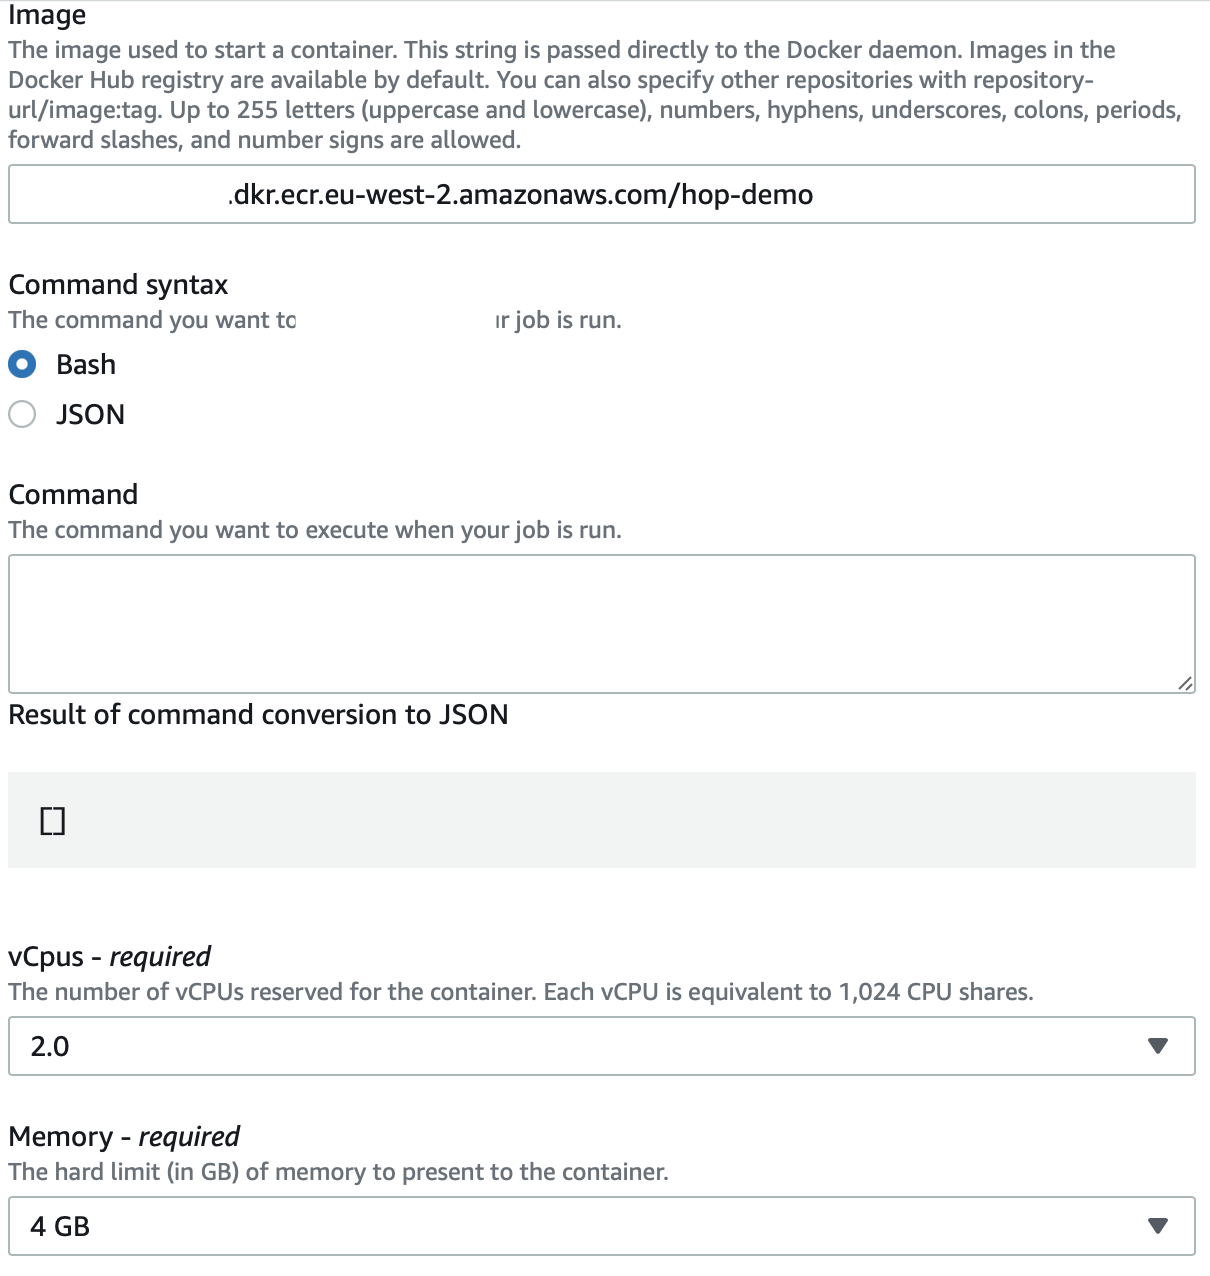 Image
The image used to start a container. This string is passed directly to the Docker daemon. Images in the
Docker Hub registry are available by default. You can also specify other repositories with repository-
url/image:tag. Up to 255 letters (uppercase and lowercase), numbers, hyphens, underscores, colons, periods,
forward slashes, and number signs are allowed.
.dkr.ecr.eu-west-2.amazonaws.com/hop-demo
Command syntax
The command you want to r job is run.
Bash
JSON
Command
The command you want to execute when your job is run.
Result of command conversion to JSON
[]
vCpus - required
The number of vCPUs reserved for the container. Each vCPU is equivalent to 1,024 CPU shares.
2.0
Memory - required
The hard limit (in GB) of memory to present to the container.
4 GB